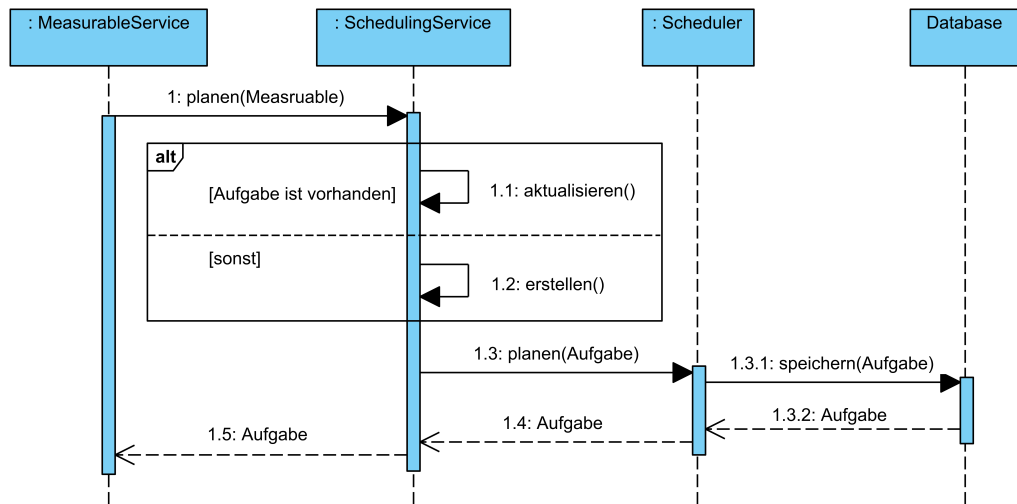 : MeasurableService
: SchedulingService
: Scheduler
Database
1: planen(Measruable)
alt
[Aufgabe ist vorhanden]
1.1: aktualisieren()
[sonst]
1.2: erstellen()
1.3: planen(Aufgabe)
1.3.1: speichern(Aufgabe)
1.3.2: Aufgabe
1.4: Aufgabe
1.5: Aufgabe